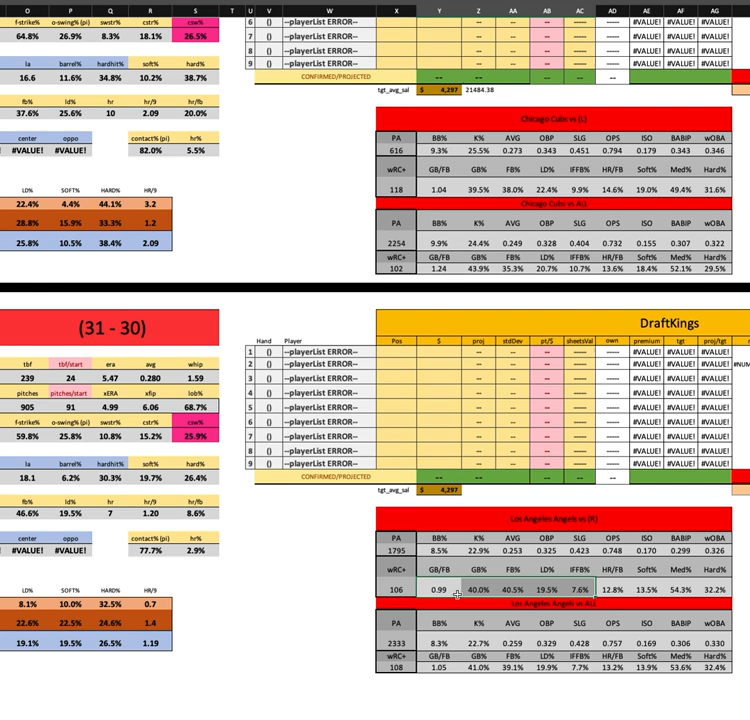 O P Q R S T U V W X Y Z AA AB AC AD AE AF AG
f-strike% o-swing% (pi) swstr% cstr% csw% 6 () --playerList ERROR-- -- -- -- -- ----- #VALUE! #VALUE! #VALUE!
64.8% 26.9% 8.3% 18.1% 26.5% 7 () --playerList ERROR-- -- -- -- -- ----- #VALUE! #VALUE! #VALUE!
8 () --playerList ERROR-- -- -- -- -- ----- #VALUE! #VALUE! #VALUE!
la barrel% hardhit% soft% hard% 9 () --playerList ERROR-- -- -- -- -- ----- #VALUE! #VALUE! #VALUE!
16.6 11.6% 34.8% 10.2% 38.7% CONFIRMED/PROJECTED -- -- --
tgt_avg_sal $ 4,297 21484.38
fb% ld% hr hr/9 hr/fb
37.6% 25.6% 10 2.09 20.0%
Chicago Cubs vs (L)
center oppo contact% (pi) hr% PA BB% K% AVG OBP SLG OPS ISO BABIP wOBA
#VALUE! #VALUE! 82.0% 5.5% 616 9.3% 25.5% 0.273 0.343 0.451 0.794 0.179 0.343 0.346
wRC+ GB/FB GB% FB% LD% IFFB% HR/FB Soft% Med% Hard%
LD% SOFT% HARD% HR/9 118 1.04 39.5% 38.0% 22.4% 9.9% 14.6% 19.0% 49.4% 31.6%
22.4% 4.4% 44.1% 3.2 Chicago Cubs vs ALL
28.8% 15.9% 33.3% 1.2 PA BB% K% AVG OBP SLG OPS ISO BABIP wOBA
25.8% 10.5% 38.4% 2.09 2254 9.9% 24.4% 0.249 0.328 0.404 0.732 0.155 0.307 0.322
wRC+ GB/FB GB% FB% LD% IFFB% HR/FB Soft% Med% Hard%
102 1.24 43.9% 35.3% 20.7% 10.7% 13.6% 18.4% 52.1% 29.5%
(31 - 30) DraftKings
Hand Player Pos $ proj stdDev pt/$ sheetsVal own premium tgt proj/tgt
1 () --playerList ERROR-- -- -- -- -- ----- #VALUE! #VALUE! #VALUE!
tbf tbf/start era avg whip 2 () --playerList ERROR-- -- -- -- -- ----- #VALUE! #VALUE! #VALUE! #NUM
239 24 5.47 0.280 1.59 3 () --playerList ERROR-- -- -- -- -- ----- #VALUE! #VALUE! #VALUE!
pitches pitches/start xERA xfip lob% 4 () --playerList ERROR-- -- -- -- -- ----- #VALUE! #VALUE! #VALUE!
905 91 4.99 6.06 68.7% 5 () --playerList ERROR-- -- -- -- -- ----- #VALUE! #VALUE! #VALUE!
f-strike% o-swing% (pi) swstr% cstr% csw% 6 () --playerList ERROR-- -- -- -- -- ----- #VALUE! #VALUE! #VALUE!
59.8% 25.8% 10.8% 15.2% 25.9% 7 () --playerList ERROR-- -- -- -- -- ----- #VALUE! #VALUE! #VALUE!
8 () --playerList ERROR-- -- -- -- -- ----- #VALUE! #VALUE! #VALUE!
la barrel% hardhit% soft% hard% 9 () --playerList ERROR-- -- -- -- -- ----- #VALUE! #VALUE! #VALUE!
18.1 6.2% 30.3% 19.7% 26.4% CONFIRMED/PROJECTED -- -- --
tgt_avg_sal $ 4,297
fb% ld% hr hr/9 hr/fb
46.6% 19.5% 7 1.20 8.6%
Los Angeles Angels vs (R)
center oppo contact% (pi) hr% PA BB% K% AVG OBP SLG OPS ISO BABIP wOBA
#VALUE! #VALUE! 77.7% 2.9% 1795 8.5% 22.9% 0.253 0.325 0.423 0.748 0.170 0.299 0.326
wRC+ GB/FB GB% FB% LD% IFFB% HR/FB Soft% Med% Hard%
LD% SOFT% HARD% HR/9 106 0.99 40.0% 40.5% 19.5% 7.6% 12.8% 13.5% 54.3% 32.2%
8.1% 10.0% 32.5% 0.7 Los Angeles Angels vs ALL
22.6% 22.5% 24.6% 1.4 PA BB% K% AVG OBP SLG OPS ISO BABIP wOBA
19.1% 19.5% 26.5% 1.19 2333 8.3% 22.7% 0.259 0.329 0.428 0.757 0.169 0.306 0.330
wRC+ GB/FB GB% FB% LD% IFFB% HR/FB Soft% Med% Hard%
108 1.05 41.0% 39.1% 19.9% 7.7% 13.2% 13.9% 53.6% 32.4%